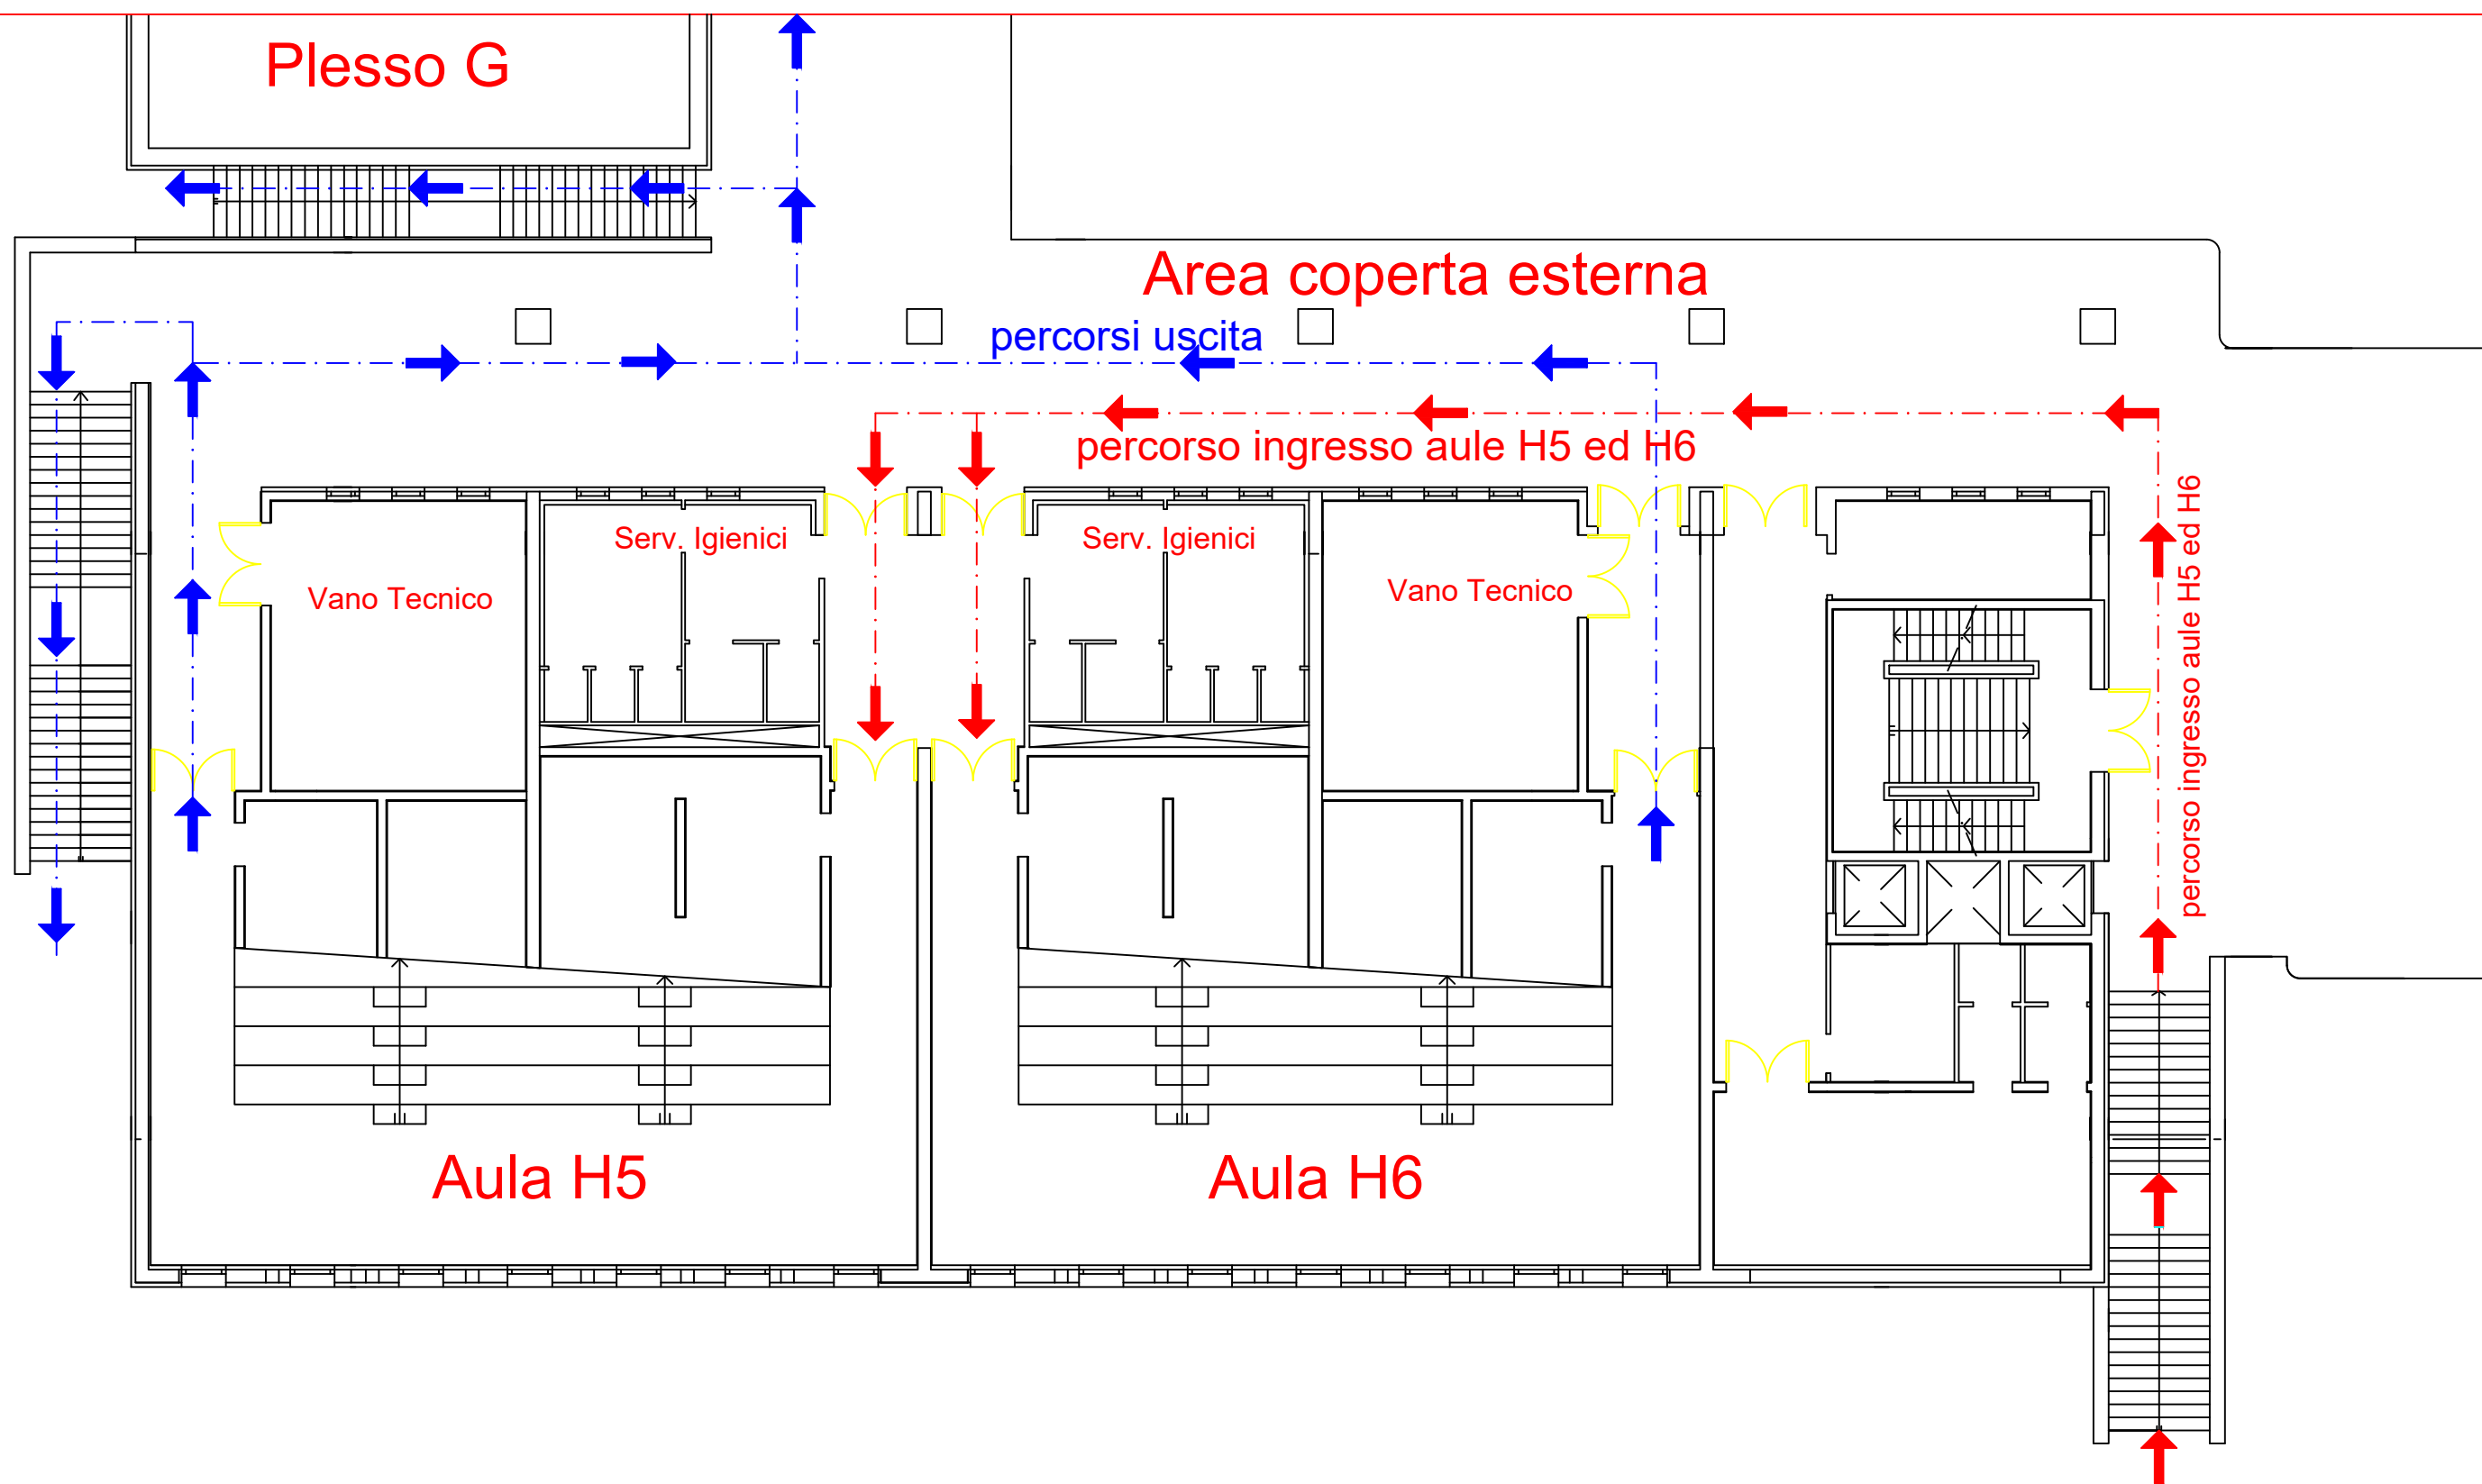 Plesso G
Area coperta esterna
percorsi uscita
percorso ingresso aule H5 ed H6
Serv. Igienici
Serv. Igienici
Vano Tecnico
Vano Tecnico
percorso ingresso aule H5 ed H6
Aula H5
Aula H6